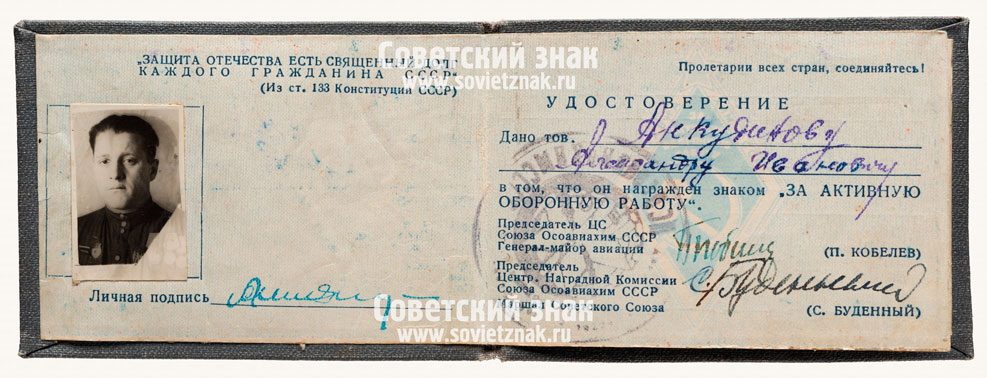 „ЗАЩИТА ОТЕЧЕСТВА ЕСТЬ СВЯЩЕННЫЙ ДОЛГ
КАЖДОГО ГРАЖДАНИНА СССР“
(Из ст. 133 Конституции СССР)
Личная подпись
Пролетарии всех стран, соединяйтесь!
УДОСТОВЕРЕНИЕ
Дано тов. Анкудинову
Александру Ивановичу
в том, что он награжден знаком „ЗА АКТИВНУЮ
ОБОРОННУЮ РАБОТУ“.
Председатель ЦС
Союза Осоавиахим СССР
Генерал-майор авиации
(П. КОБЕЛЕВ)
Председатель
Центр. Наградной Комиссии
Союза Осоавиахим СССР
Маршал Советского Союза
С. Буденный
(С. БУДЕННЫЙ)
Советский знак
www.sovietznak.ru
Советский знак
www.sovietznak.ru